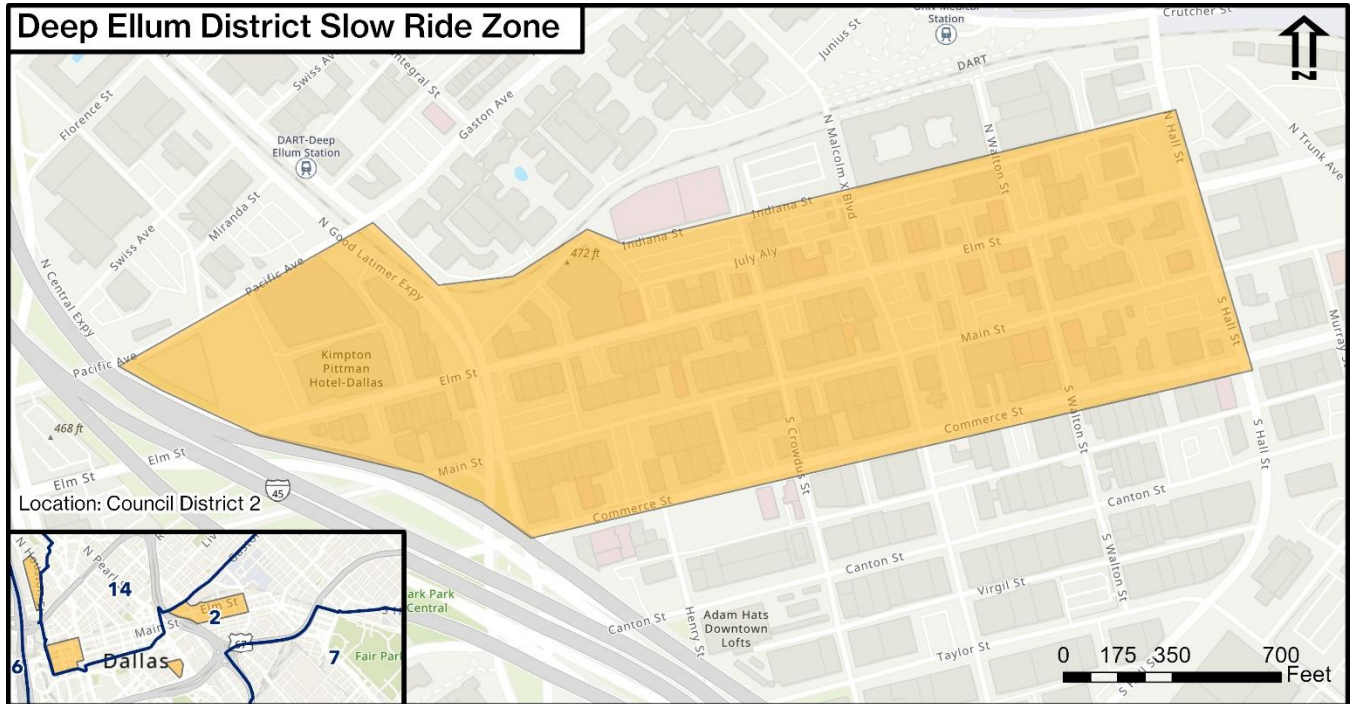 Deep Ellum District Slow Ride Zone
Station
Crutcher St
Junius St
DART
N
Swiss Ave
Florence St
Gaston Ave
DART-Deep
Ellum Station
N Malcolm X Blvd
N Walton St
N Hall St
N Trunk Ave
Miranda St
Swiss Ave
N Good Latimer Expy
Indiana St
Indiana St
472 ft
July Aly
Elm St
Pacific Ave
N Central Expy
Pacific Ave
Kimpton
Pittman
Hotel-Dallas
Elm St
Main St
S Hall St
Commerce St
S Walton St
S Crowdus St
468 ft
Elm St
Elm St
Main St
45
Commerce St
S Hall St
Location: Council District 2
Canton St
Canton St
S Walton St
Virgil St
Canton St
Henry St
Adam Hats
Downtown
Lofts
Taylor St
S Hall St
Central
0 175 350 700
Feet
N Pearl
14
Elm St
2
Main St
67
Dallas
6
7
Fair Park